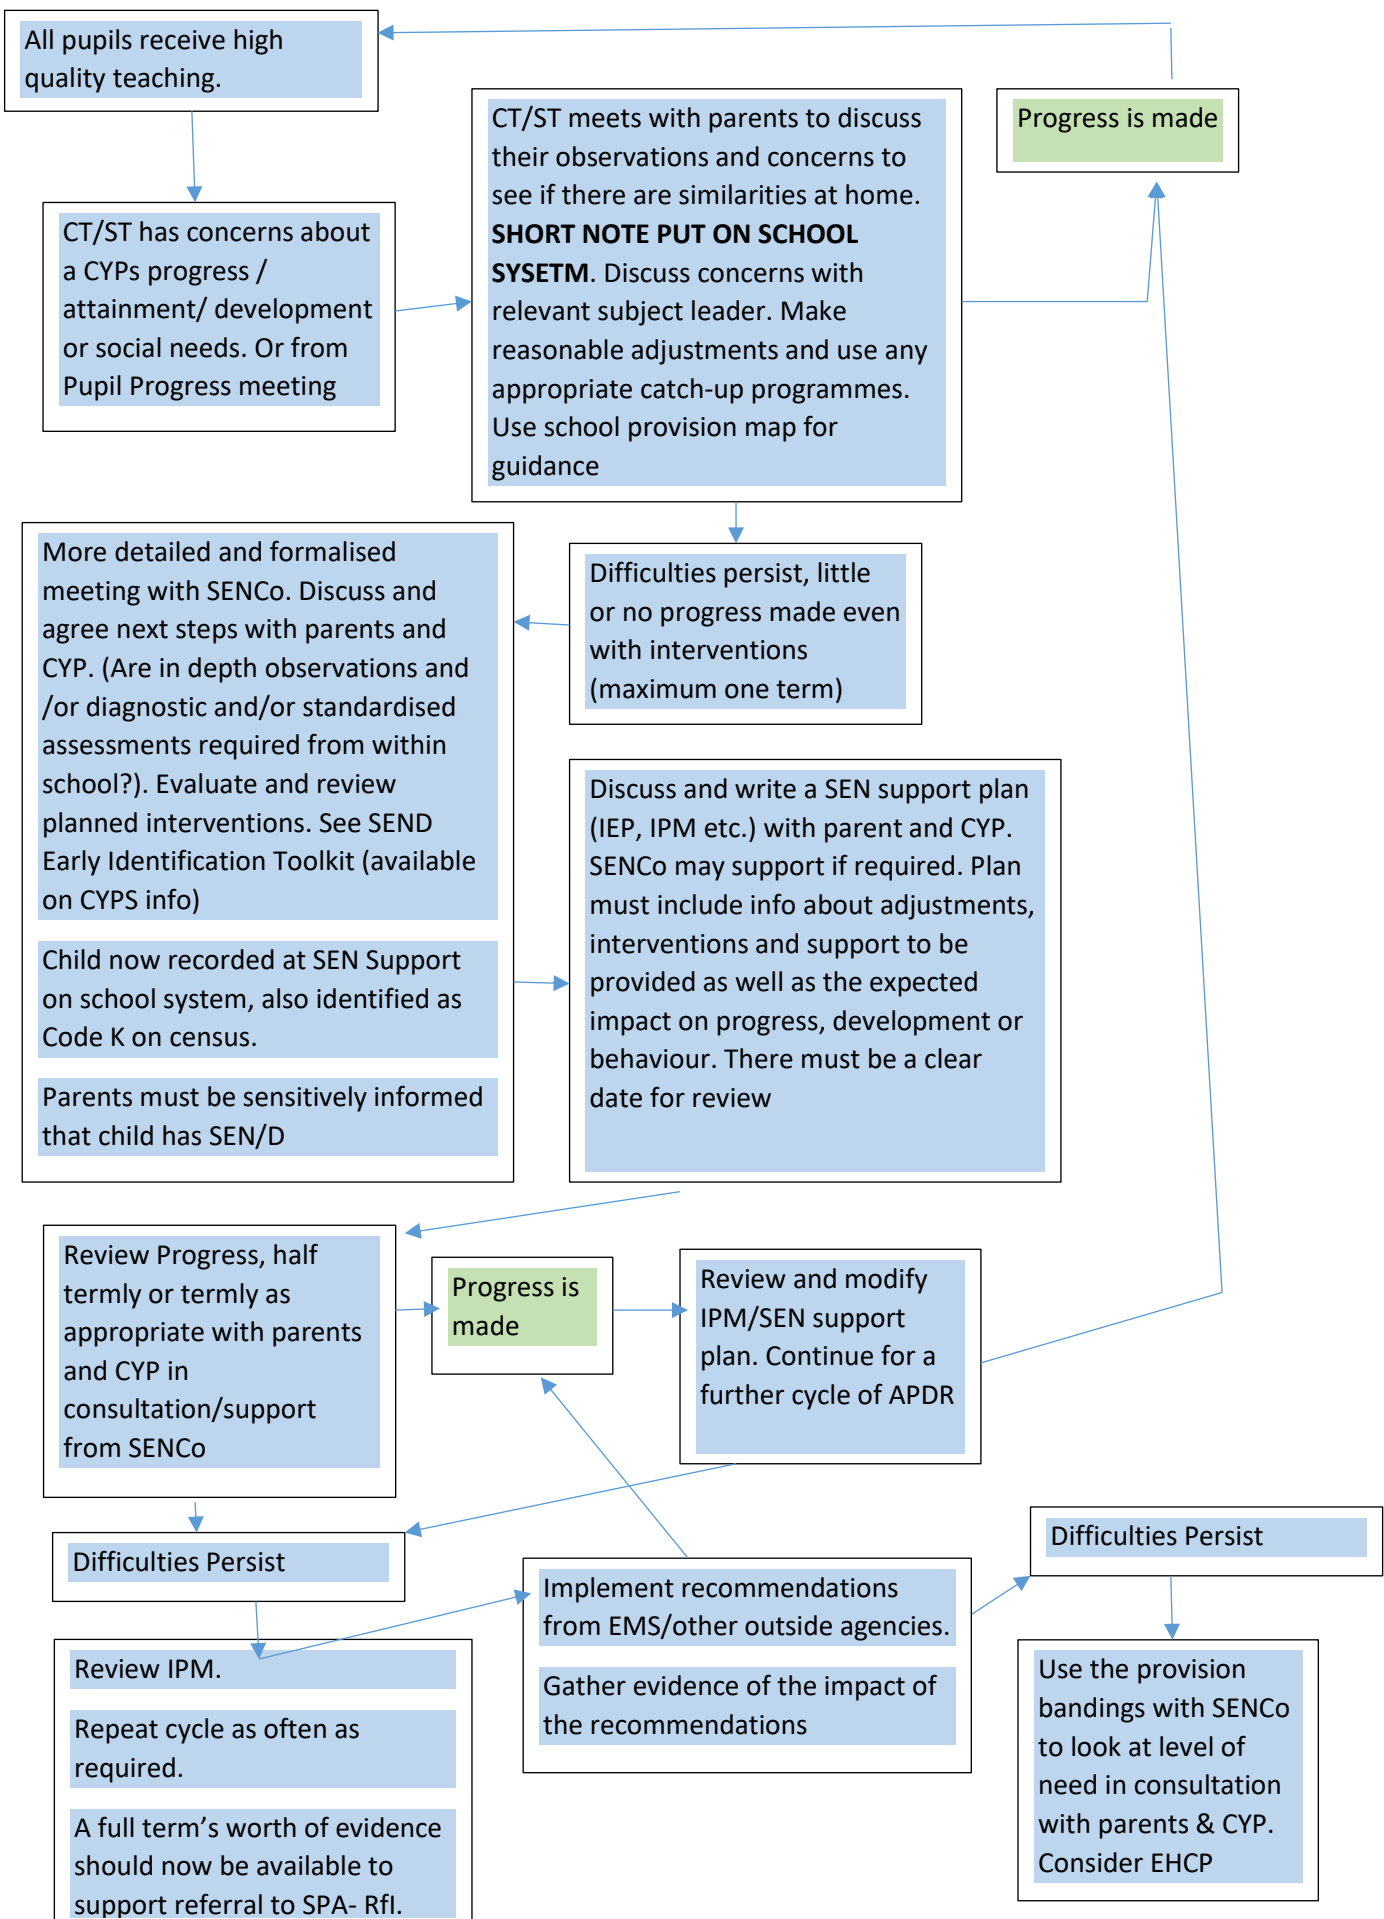 All pupils receive high
quality teaching.
Progress is made
CT/ST meets with parents to discuss
their observations and concerns to
see if there are similarities at home.
SHORT NOTE PUT ON SCHOOL
SYSETM. Discuss concerns with
relevant subject leader. Make
reasonable adjustments and use any
appropriate catch-up programmes.
Use school provision map for
guidance
CT/ST has concerns about
a CYPs progress /
attainment/ development
or social needs. Or from
Pupil Progress meeting
Difficulties persist, little
or no progress made even
with interventions
(maximum one term)
More detailed and formalised
meeting with SENCo. Discuss and
agree next steps with parents and
CYP. (Are in depth observations and
/or diagnostic and/or standardised
assessments required from within
school?). Evaluate and review
planned interventions. See SEND
Early Identification Toolkit (available
on CYPS info)
Child now recorded at SEN Support
on school system, also identified as
Code K on census.
Parents must be sensitively informed
that child has SEN/D
Discuss and write a SEN support plan
(IEP, IPM etc.) with parent and CYP.
SENCo may support if required. Plan
must include info about adjustments,
interventions and support to be
provided as well as the expected
impact on progress, development or
behaviour. There must be a clear
date for review
Review Progress, half
termly or termly as
appropriate with parents
and CYP in
consultation/support
from SENCo
Progress is
made
Review and modify
IPM/SEN support
plan. Continue for a
further cycle of APDR
Difficulties Persist
Review IPM.
Repeat cycle as often as
required.
A full term’s worth of evidence
should now be available to
support referral to SPA- RfI.
Implement recommendations
from EMS/other outside agencies.
Gather evidence of the impact of
the recommendations
Difficulties Persist
Use the provision
bandings with SENCo
to look at level of
need in consultation
with parents & CYP.
Consider EHCP